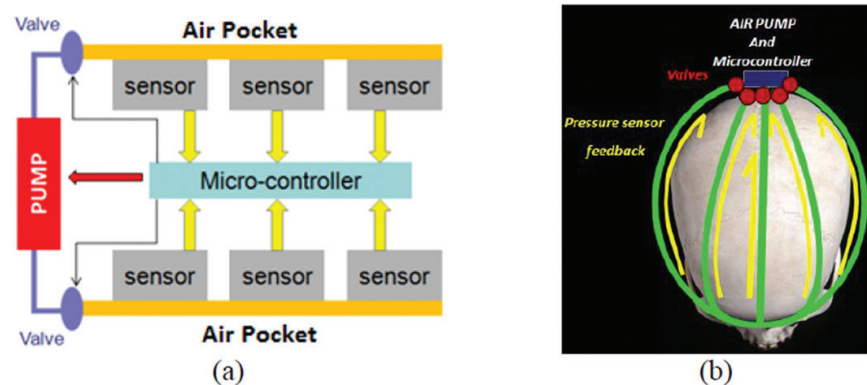 Valve
Air Pocket
sensor sensor sensor
PUMP
Micro-controller
sensor sensor sensor
Valve
Air Pocket
(a)
AIR PUMP
And
Microcontroller
Valves
Pressure sensor
feedback
(b)